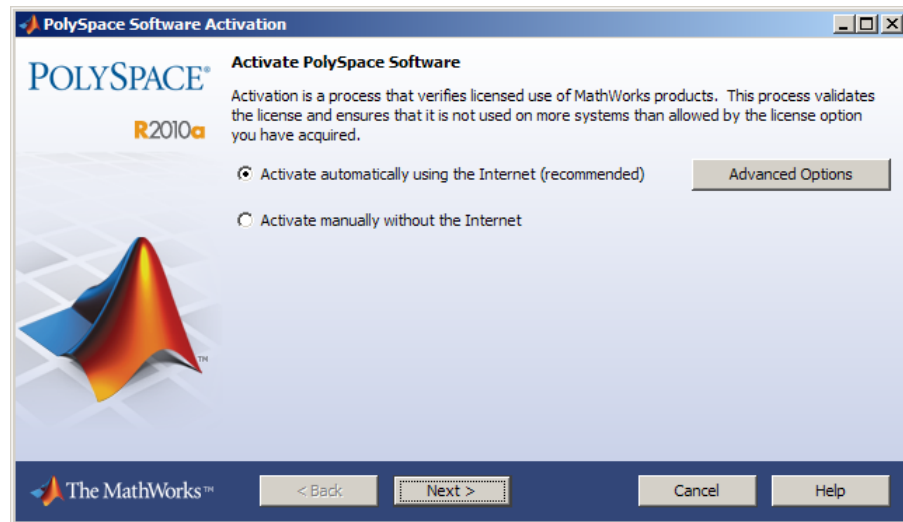 PolySpace Software Activation
POLYSPACE®
R2010a
Activate PolySpace Software
Activation is a process that verifies licensed use of MathWorks products. This process validates
the license and ensures that it is not used on more systems than allowed by the license option
you have acquired.
Activate automatically using the Internet (recommended)
Advanced Options
Activate manually without the Internet
TM
The MathWorks™
< Back
Next >
Cancel
Help